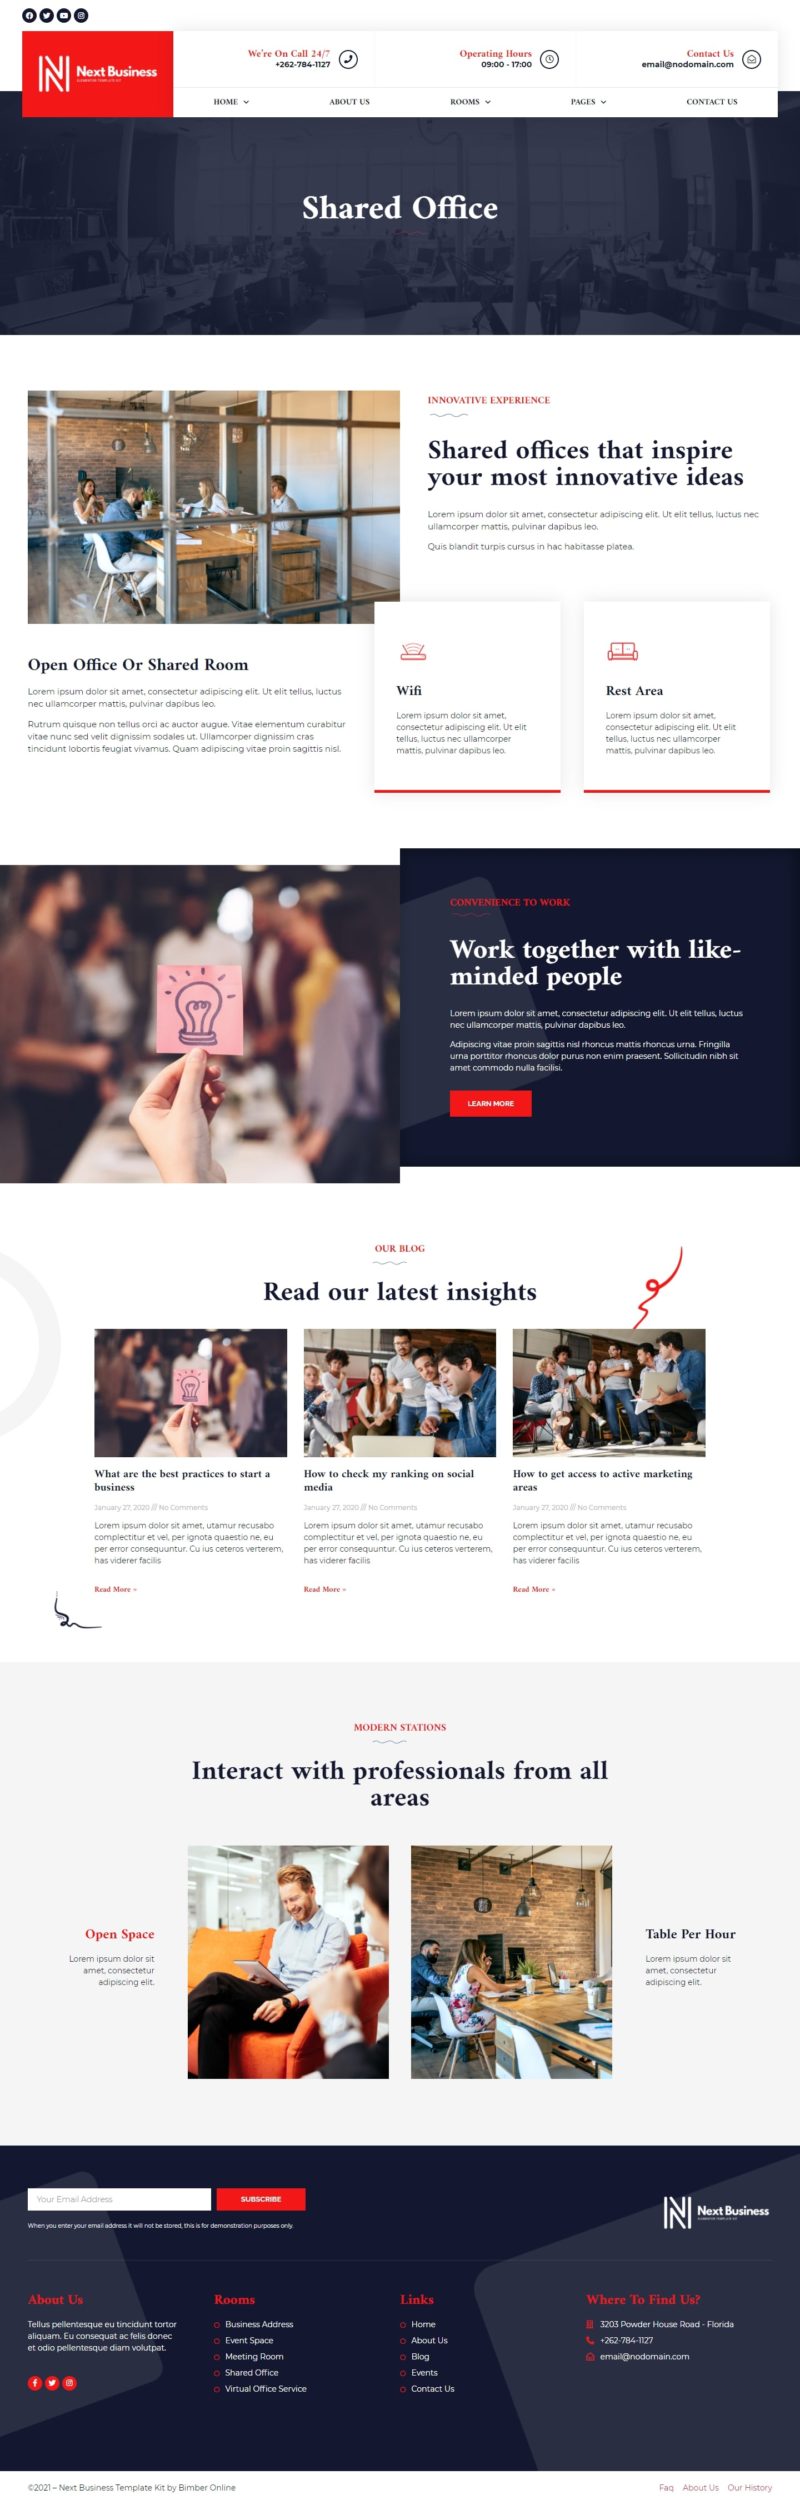 We're On Call 24/7
+262-784-1127
Operating Hours
09:00 - 17:00
Contact Us
email@nodomain.com
Next Business
ELEMENTOR TEMPLATE KIT
HOME
ABOUT US
ROOMS
PAGES
CONTACT US
Shared Office
INNOVATIVE EXPERIENCE
Shared offices that inspire
your most innovative ideas
Lorem ipsum dolor sit amet, consectetur adipiscing elit. Ut elit tellus, luctus nec
ullamcorper mattis, pulvinar dapibus leo.
Quis blandit turpis cursus in hac habitasse platea.
Open Office Or Shared Room
Lorem ipsum dolor sit amet, consectetur adipiscing elit. Ut elit tellus, luctus
nec ullamcorper mattis, pulvinar dapibus leo.
Rutrum quisque non tellus orci ac auctor augue. Vitae elementum curabitur
vitae nunc sed velit dignissim sodales ut. Ullamcorper dignissim cras
tincidunt lobortis feugiat vivamus. Quam adipiscing vitae proin sagittis nisl.
Wifi
Lorem ipsum dolor sit amet,
consectetur adipiscing elit. Ut elit
tellus, luctus nec ullamcorper
mattis, pulvinar dapibus leo.
Rest Area
Lorem ipsum dolor sit amet,
consectetur adipiscing elit. Ut elit
tellus, luctus nec ullamcorper
mattis, pulvinar dapibus leo.
CONVENIENCE TO WORK
Work together with like-
minded people
Lorem ipsum dolor sit amet, consectetur adipiscing elit. Ut elit tellus, luctus
nec ullamcorper mattis, pulvinar dapibus leo.
Adipiscing vitae proin sagittis nisl rhoncus mattis rhoncus urna. Fringilla
urna porttitor rhoncus dolor purus non enim praesent. Sollicitudin nibh sit
amet commodo nulla facilisi.
LEARN MORE
OUR BLOG
Read our latest insights
What are the best practices to start a
business
January 27, 2020 /// No Comments
Lorem ipsum dolor sit amet, utamur recusabo
complectitur et vel, per ignota quaestio ne, eu
per error consequuntur. Cu ius ceteros verterem,
has viderer facilis
Read More »
How to check my ranking on social
media
January 27, 2020 /// No Comments
Lorem ipsum dolor sit amet, utamur recusabo
complectitur et vel, per ignota quaestio ne, eu
per error consequuntur. Cu ius ceteros verterem,
has viderer facilis
Read More »
How to get access to active marketing
areas
January 27, 2020 /// No Comments
Lorem ipsum dolor sit amet, utamur recusabo
complectitur et vel, per ignota quaestio ne, eu
per error consequuntur. Cu ius ceteros verterem,
has viderer facilis
Read More »
MODERN STATIONS
Interact with professionals from all
areas
Open Space
Lorem ipsum dolor sit
amet, consectetur
adipiscing elit.
Table Per Hour
Lorem ipsum dolor sit
amet, consectetur
adipiscing elit.
Your Email Address
SUBSCRIBE
When you enter your email address it will not be stored, this is for demonstration purposes only.
Next Business
ELEMENTOR TEMPLATE KIT
About Us
Tellus pellentesque eu tincidunt tortor
aliquam. Eu consequat ac felis donec
et odio pellentesque diam volutpat.
Rooms
Business Address
Event Space
Meeting Room
Shared Office
Virtual Office Service
Links
Home
About Us
Blog
Events
Contact Us
Where To Find Us?
3203 Powder House Road - Florida
+262-784-1127
email@nodomain.com
©2021 – Next Business Template Kit by Bimber Online
Faq
About Us
Our History